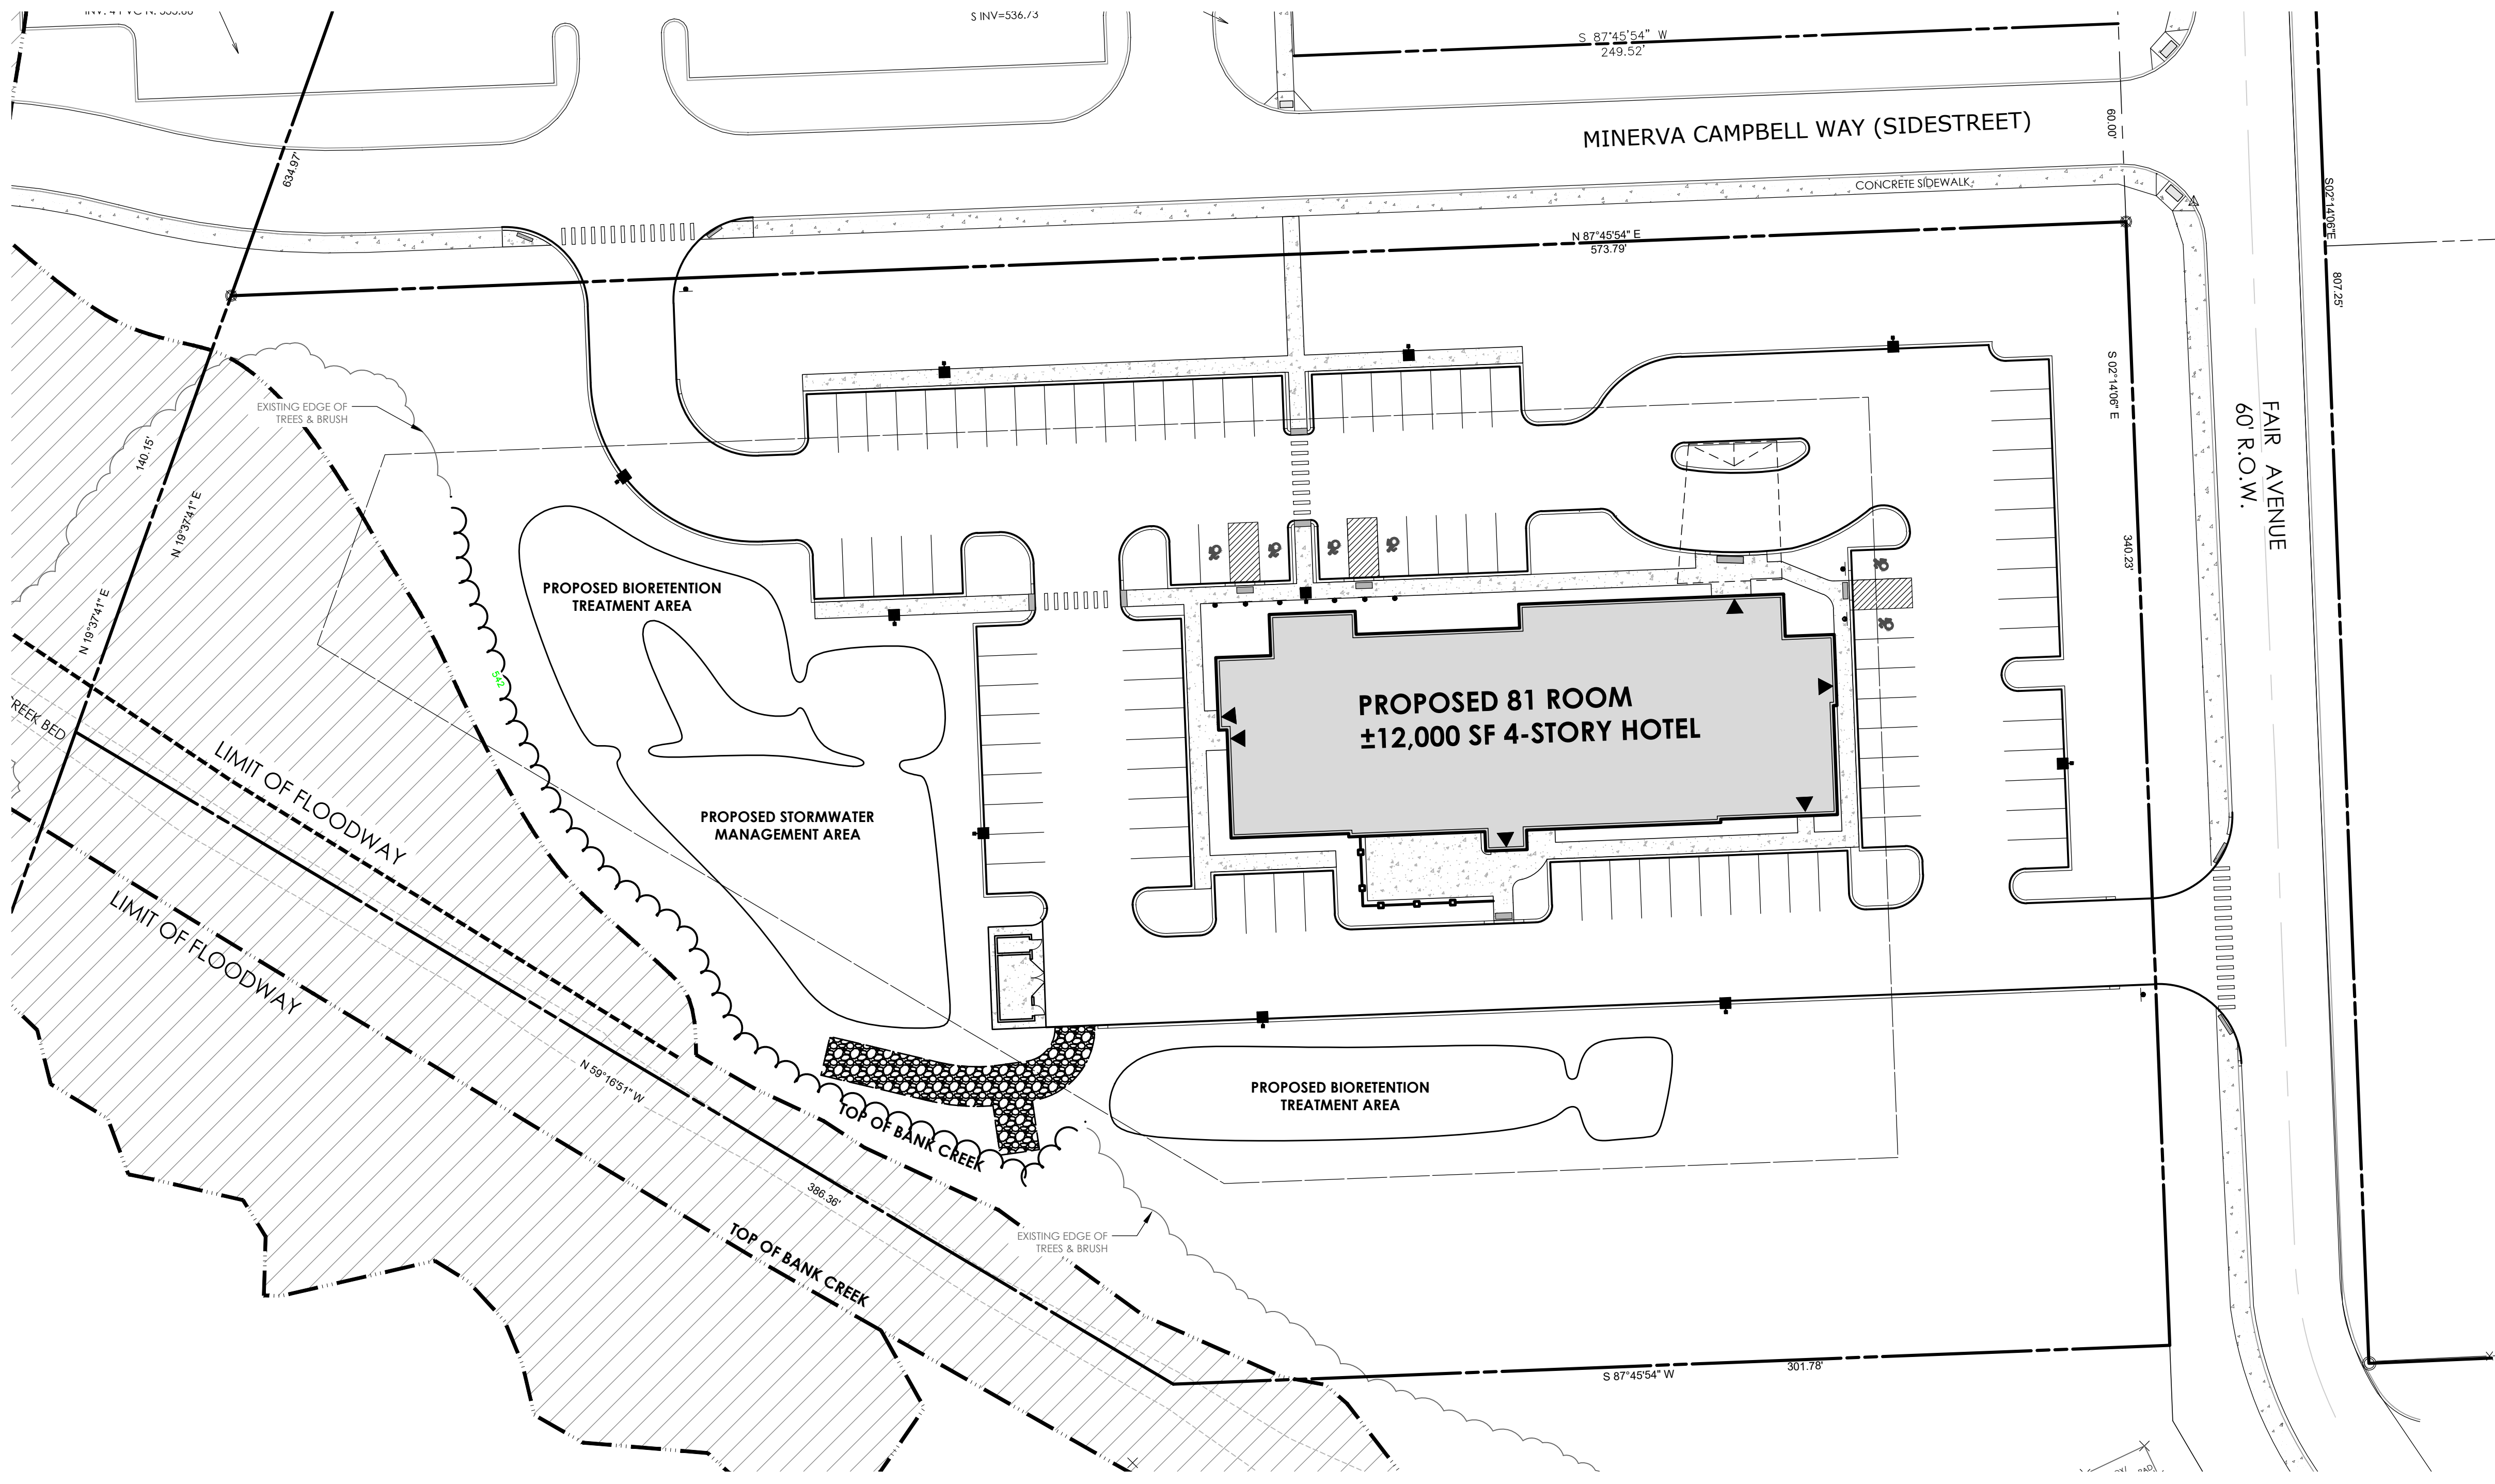 S INV=536.73
S 87°45'54" W
249.52'
634.97'
60.00'
MINERVA CAMPBELL WAY (SIDESTREET)
CONCRETE SIDEWALK
S02°14'06"E
807.25'
N 87°45'54" E
573.79'
S 02°14'06" E
340.23'
FAIR AVENUE
60' R.O.W.
EXISTING EDGE OF
TREES & BRUSH
140.15'
N 19°37'41" E
N 19°37'41" E
PROPOSED BIORETENTION
TREATMENT AREA
542
PROPOSED 81 ROOM
±12,000 SF 4-STORY HOTEL
REEK BED
LIMIT OF FLOODWAY
PROPOSED STORMWATER
MANAGEMENT AREA
LIMIT OF FLOODWAY
N 59°16'51" W
PROPOSED BIORETENTION
TREATMENT AREA
TOP OF BANK CREEK
386.36'
TOP OF BANK CREEK
EXISTING EDGE OF
TREES & BRUSH
S 87°45'54" W
301.78'